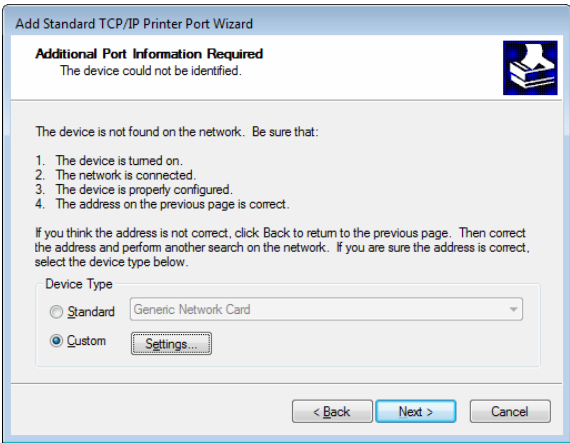 Add Standard TCP/IP Printer Port Wizard
Additional Port Information Required
The device could not be identified.
The device is not found on the network. Be sure that:
1. The device is turned on.
2. The network is connected.
3. The device is properly configured.
4. The address on the previous page is correct.
If you think the address is not correct, click Back to return to the previous page. Then correct
the address and perform another search on the network. If you are sure the address is correct,
select the device type below.
Device Type
Standard
Generic Network Card
Custom
Settings...
< Back
Next >
Cancel